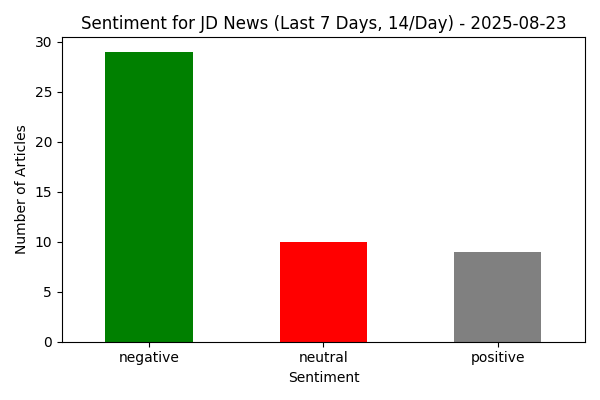 Sentiment for JD News (Last 7 Days, 14/Day) - 2025-08-23
30
25
20
15
10
5
0
Number of Articles
negative neutral positive
Sentiment